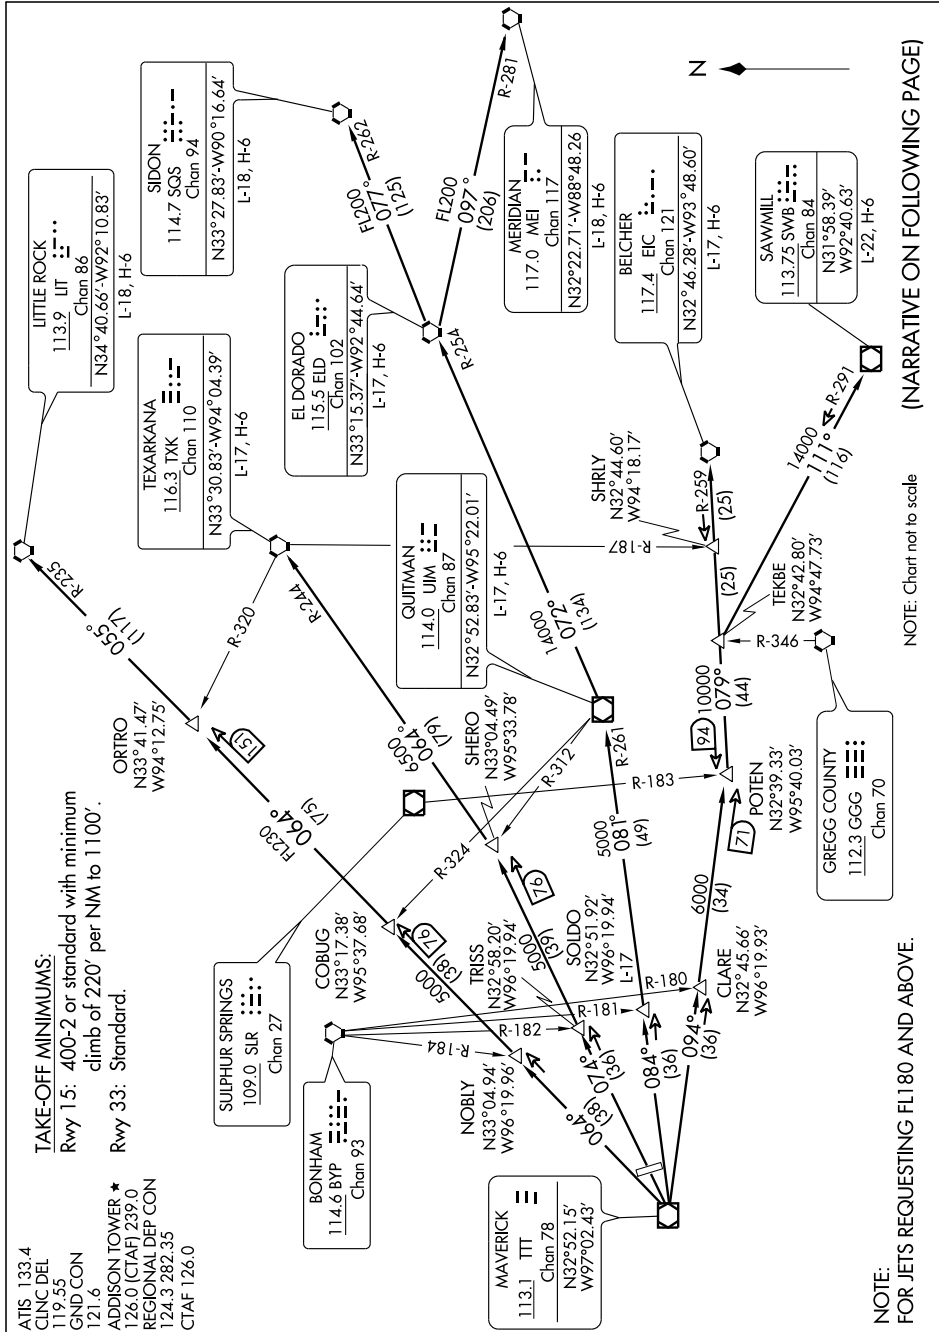 ATIS 133.4
CLNC DEL
119.55
GND CON
121.6
ADDISON TOWER ★
126.0 (CTAF) 239.0
REGIONAL DEP CON
124.3 282.35
CTAF 126.0
TAKE-OFF MINIMUMS:
Rwy 15: 400-2 or standard with minimum
climb of 220' per NM to 1100'.
Rwy 33: Standard.
LITTLE ROCK
113.9 LIT
Chan 86
N34°40.66'-W92°10.83'
L-18, H-6
SIDON
114.7 SQS
Chan 94
N33°27.83'-W90°16.64'
L-18, H-6
TEXARKANA
116.3 TXK
Chan 110
N33°30.83'-W94°04.39'
L-17, H-6
EL DORADO
115.5 ELD
Chan 102
N33°15.37'-W92°44.64'
L-17, H-6
QUITMAN
114.0 UIM
Chan 87
N32°52.83'-W95°22.01'
L-17, H-6
MERIDIAN
117.0 MEI
Chan 117
N32°22.71'-W88°48.26
L-18, H-6
BELCHER
117.4 EIC
Chan 121
N32°46.28'-W93°48.60'
L-17, H-6
SAWMILL
113.75 SWB
Chan 84
N31°58.39'
W92°40.63'
L-22, H-6
SULPHUR SPRINGS
109.0 SLR
Chan 27
BONHAM
114.6 BYP
Chan 93
MAVERICK
113.1 TTT
Chan 78
N32°52.15'
W97°02.43'
GREGG COUNTY
112.3 GGG
Chan 70
ORTRO
N33°41.47'
W94°12.75'
COBUG
N33°17.38'
W95°37.68'
NOBLY
N33°04.94'
W96°19.96'
TRISS
N32°58.20'
W96°19.94'
SHERO
N33°04.49'
W95°33.78'
SOLDO
N32°51.92'
W96°19.94'
L-17
CLARE
N32°45.66'
W96°19.93'
POTEN
N32°39.33'
W95°40.03'
TEKBE
N32°42.80'
W94°47.73'
SHRLY
N32°44.60'
W94°18.17'
064°
(38)
5000
(38)
76
FL230
064°
(75)
151
055°
(117)
R-235
R-320
074°
(36)
5000
(39)
76
6500
064°
(79)
R-244
084°
(36)
5000
081°
(49)
R-261
14000
072°
(134)
R-254
FL200
077°
(125)
R-262
FL200
097°
(206)
R-281
094°
(36)
6000
(34)
71
94
10000
079°
(44)
(25)
R-259
(25)
14000
111°
(116)
R-291
R-184
R-182
R-181
R-180
R-324
R-312
R-183
R-187
R-346
N
NOTE: Chart not to scale
(NARRATIVE ON FOLLOWING PAGE)
NOTE:
FOR JETS REQUESTING FL180 AND ABOVE.